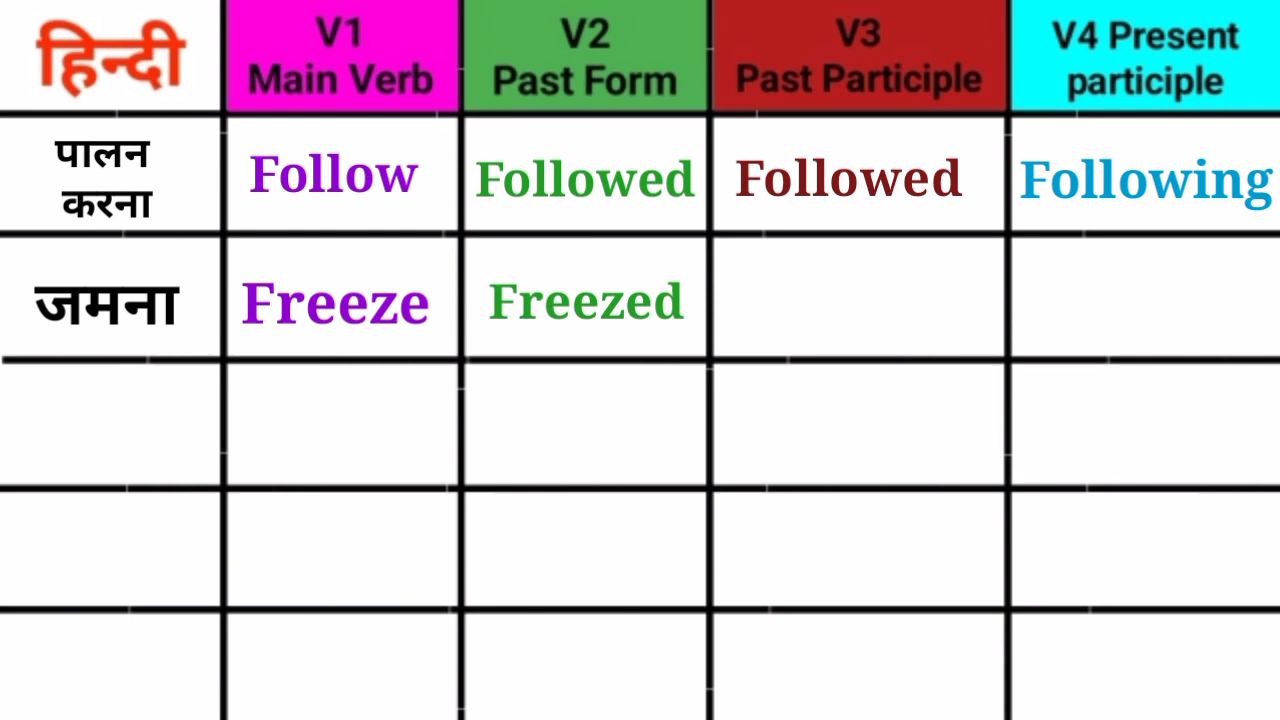 हिन्दी
V1
Main Verb
V2
Past Form
V3
Past Participle
V4 Present
participle
पालन
करना
Follow
Followed
Followed
Following
जमना
Freeze
Freezed